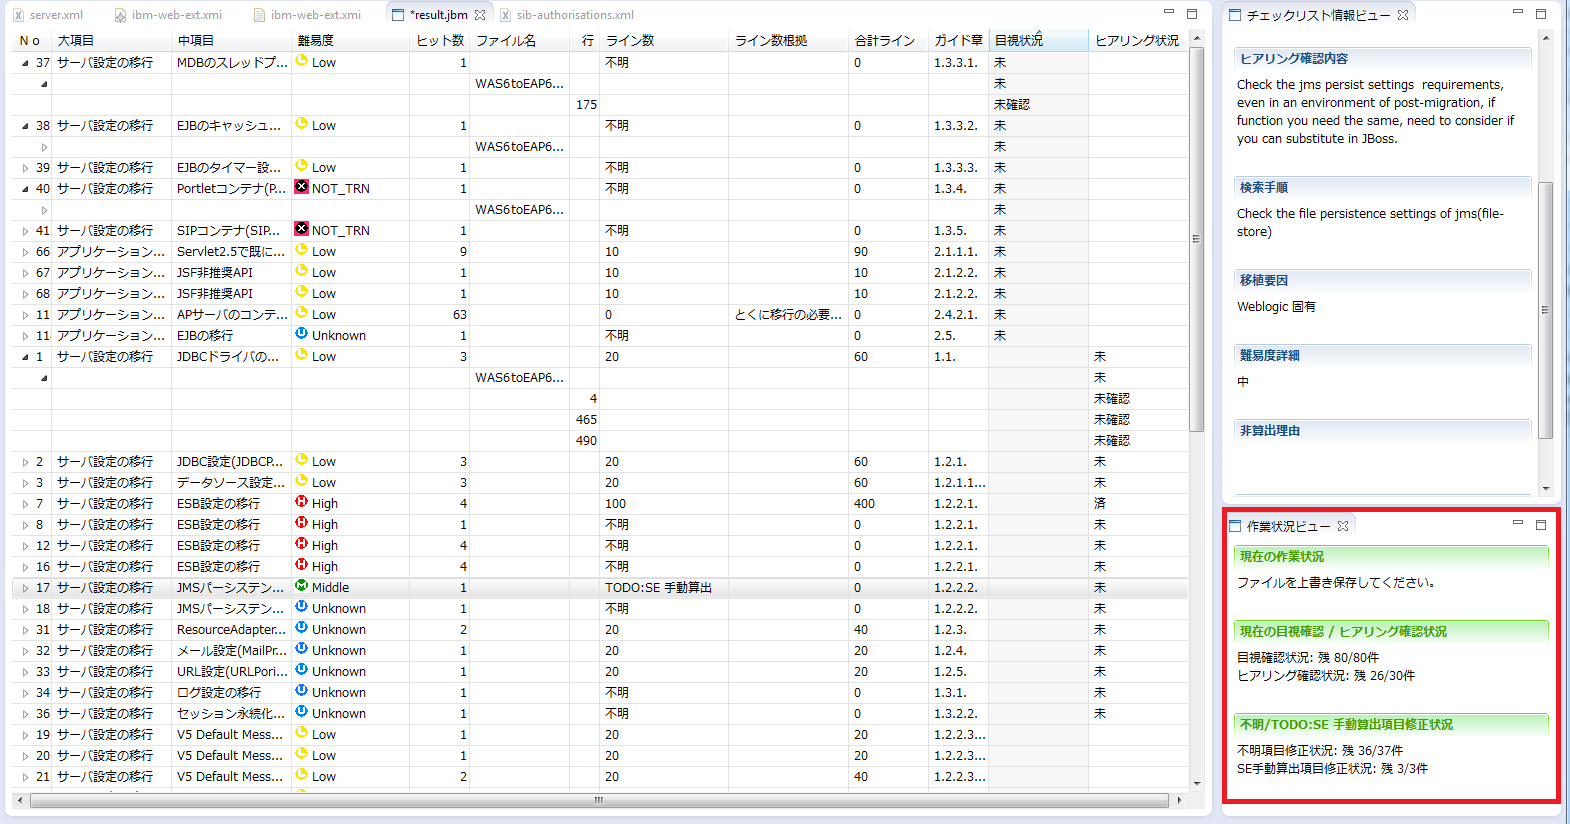 server.xml ibm-web-ext.xmi ibm-web-ext.xmi *result.jbm sib-authorisations.xml
No 大項目 中項目 難易度 ヒット数 ファイル名 行 ライン数 ライン数根拠 合計ライン ガイド章 目視状況 ヒアリング状況
37 サーバ設定の移行 MDBのスレッドプ... Low 1 不明 0 1.3.3.1. 未
WAS6toEAP6... 未
175 未確認
38 サーバ設定の移行 EJBのキャッシュ... Low 1 不明 0 1.3.3.2. 未
WAS6toEAP6... 未
39 サーバ設定の移行 EJBのタイマー設... Low 1 不明 0 1.3.3.3. 未
40 サーバ設定の移行 Portletコンテナ(P... NOT_TRN 1 不明 0 1.3.4. 未
WAS6toEAP6... 未
41 サーバ設定の移行 SIPコンテナ(SIP... NOT_TRN 1 不明 0 1.3.5. 未
66 アプリケーション... Servlet2.5で既に... Low 9 10 90 2.1.1.1. 未
67 アプリケーション... JSF非推奨API Low 1 10 10 2.1.2.2. 未
68 アプリケーション... JSF非推奨API Low 1 10 10 2.1.2.2. 未
11 アプリケーション... APサーバのコンテ... Low 63 0 とくに移行の必要... 0 2.4.2.1. 未
11 アプリケーション... EJBの移行 Unknown 1 不明 0 2.5. 未
1 サーバ設定の移行 JDBCドライバの... Low 3 20 60 1.1. 未
WAS6toEAP6... 未
4 未確認
465 未確認
490 未確認
2 サーバ設定の移行 JDBC設定(JDBCP... Low 3 20 60 1.2.1. 未
3 サーバ設定の移行 データソース設定... Low 3 20 60 1.2.1.1... 未
7 サーバ設定の移行 ESB設定の移行 High 4 100 400 1.2.2.1. 済
8 サーバ設定の移行 ESB設定の移行 High 1 不明 0 1.2.2.1. 未
12 サーバ設定の移行 ESB設定の移行 High 4 不明 0 1.2.2.1. 未
16 サーバ設定の移行 ESB設定の移行 High 4 不明 0 1.2.2.1. 未
17 サーバ設定の移行 JMSパーシステン... Middle 1 TODO:SE 手動算出 0 1.2.2.2. 未
18 サーバ設定の移行 JMSパーシステン... Unknown 1 不明 0 1.2.2.2. 未
31 サーバ設定の移行 ResourceAdapter... Unknown 2 20 40 1.2.3. 未
32 サーバ設定の移行 メール設定(MailPr... Unknown 1 20 20 1.2.4. 未
33 サーバ設定の移行 URL設定(URLPori... Unknown 1 20 20 1.2.5. 未
34 サーバ設定の移行 ログ設定の移行 Unknown 1 不明 0 1.3.1. 未
36 サーバ設定の移行 セッション永続化... Unknown 1 不明 0 1.3.2.2. 未
19 サーバ設定の移行 V5 Default Mess... Low 1 20 20 1.2.2.3...
20 サーバ設定の移行 V5 Default Mess... Low 1 20 20 1.2.2.3...
21 サーバ設定の移行 V5 Default Mess... Low 2 20 40 1.2.2.3...
チェックリスト情報ビュー
ヒアリング確認内容
Check the jms persist settings requirements,
even in an environment of post-migration, if
function you need the same, need to consider if
you can substitute in JBoss.
検索手順
Check the file persistence settings of jms(file-
store)
移植要因
Weblogic 固有
難易度詳細
中
非算出理由
作業状況ビュー
現在の作業状況
ファイルを上書き保存してください。
現在の目視確認 / ヒアリング確認状況
目視確認状況: 残 80/80件
ヒアリング確認状況: 残 26/30件
不明/TODO:SE 手動算出項目修正状況
不明項目修正状況: 残 36/37件
SE手動算出項目修正状況: 残 3/3件